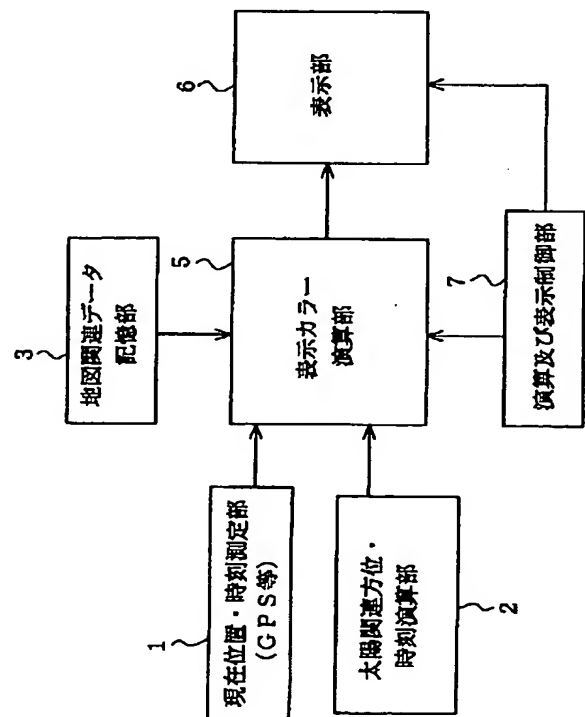 1
現在位置・時刻測定部
(GPS等)
2
太陽関連方位・
時刻演算部
3
地図関連データ
記憶部
5
表示カラー
演算部
6
表示部
7
演算及び表示制御部